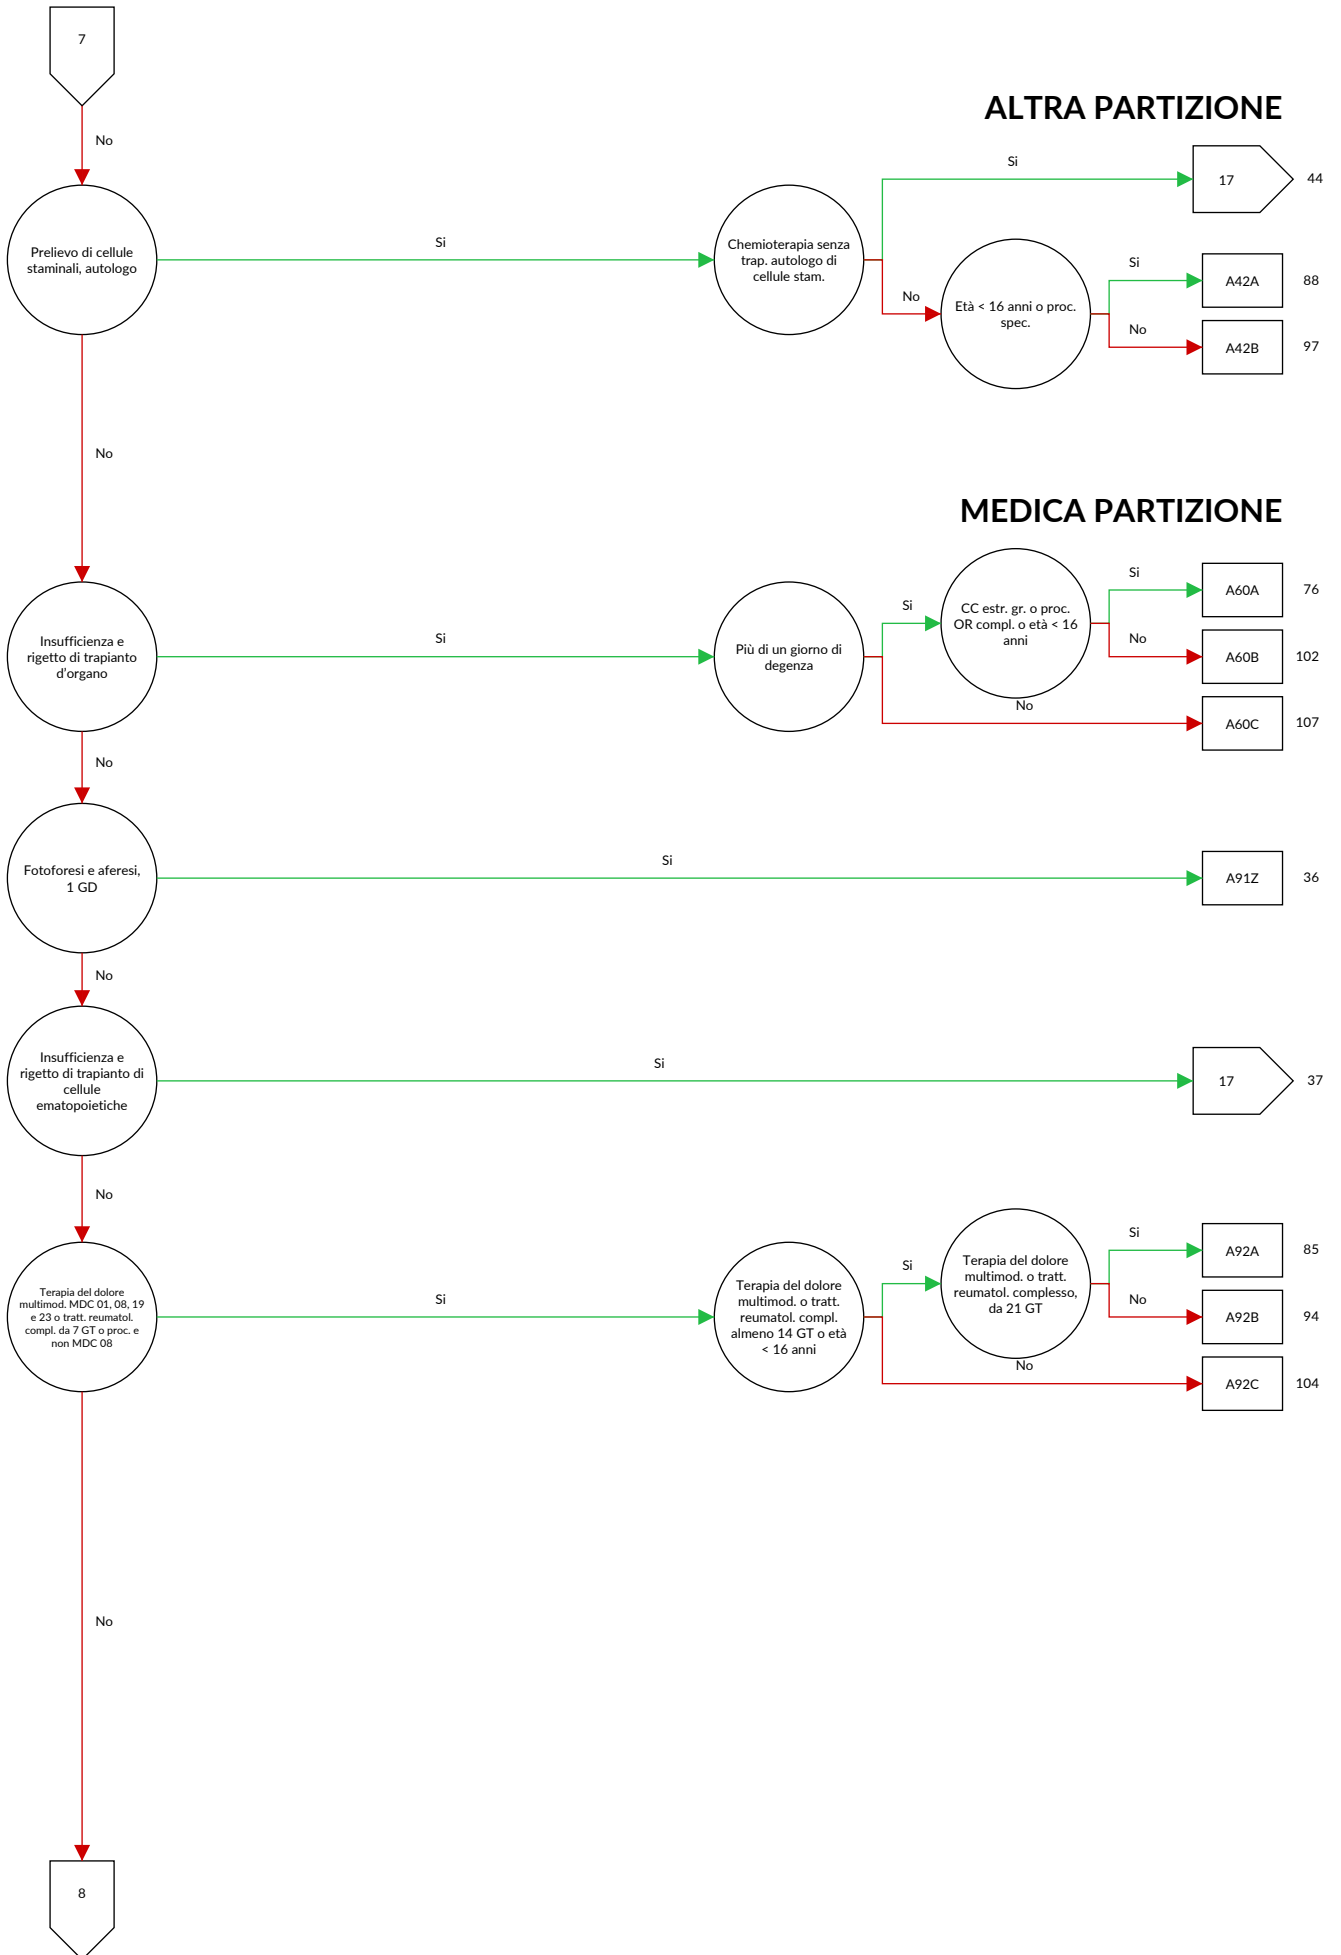 7
No
ALTRA PARTIZIONE
Prelievo di cellule
staminali, autologo
Si
Chemioterapia senza
trap. autologo di
cellule stam.
Si
17
44
No
Età < 16 anni o proc.
spec.
Si
A42A
88
No
A42B
97
No
MEDICA PARTIZIONE
Insufficienza e
rigetto di trapianto
d'organo
Si
Più di un giorno di
degenza
Si
CC estr. gr. o proc.
OR compl. o età < 16
anni
Si
A60A
76
No
A60B
102
No
A60C
107
No
Fotoforesi e aferesi,
1 GD
Si
A91Z
36
No
Insufficienza e
rigetto di trapianto di
cellule
ematopoietiche
Si
17
37
No
Terapia del dolore
multimod. MDC 01, 08, 19
e 23 o tratt. reumatol.
compl. da 7 GT o proc. e
non MDC 08
Si
Terapia del dolore
multimod. o tratt.
reumatol. compl.
almeno 14 GT o età
< 16 anni
Si
Terapia del dolore
multimod. o tratt.
reumatol. complesso,
da 21 GT
Si
A92A
85
No
A92B
94
No
A92C
104
No
8